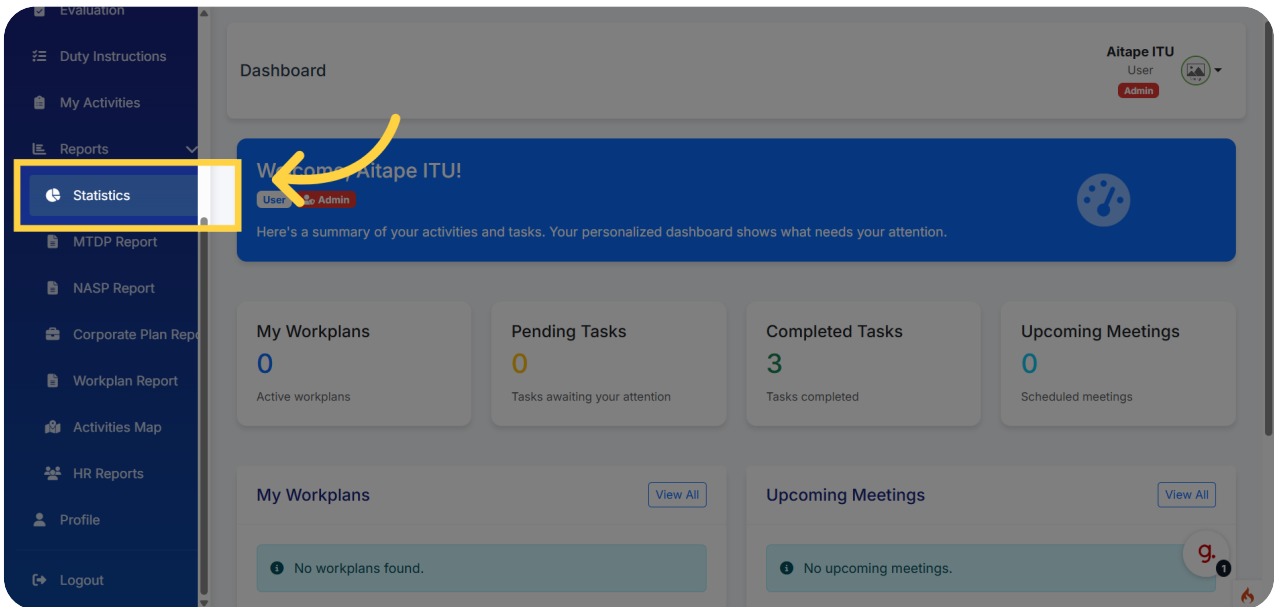 Evaluation
Duty Instructions
My Activities
Reports
Statistics
MTDP Report
NASP Report
Corporate Plan Repo
Workplan Report
Activities Map
HR Reports
Profile
Logout
Dashboard
Aitape ITU
User
Admin
Welcome, Aitape ITU!
User
Admin
Here's a summary of your activities and tasks. Your personalized dashboard shows what needs your attention.
My Workplans
0
Active workplans
Pending Tasks
0
Tasks awaiting your attention
Completed Tasks
3
Tasks completed
Upcoming Meetings
0
Scheduled meetings
My Workplans
View All
No workplans found.
Upcoming Meetings
View All
No upcoming meetings.
g.
1